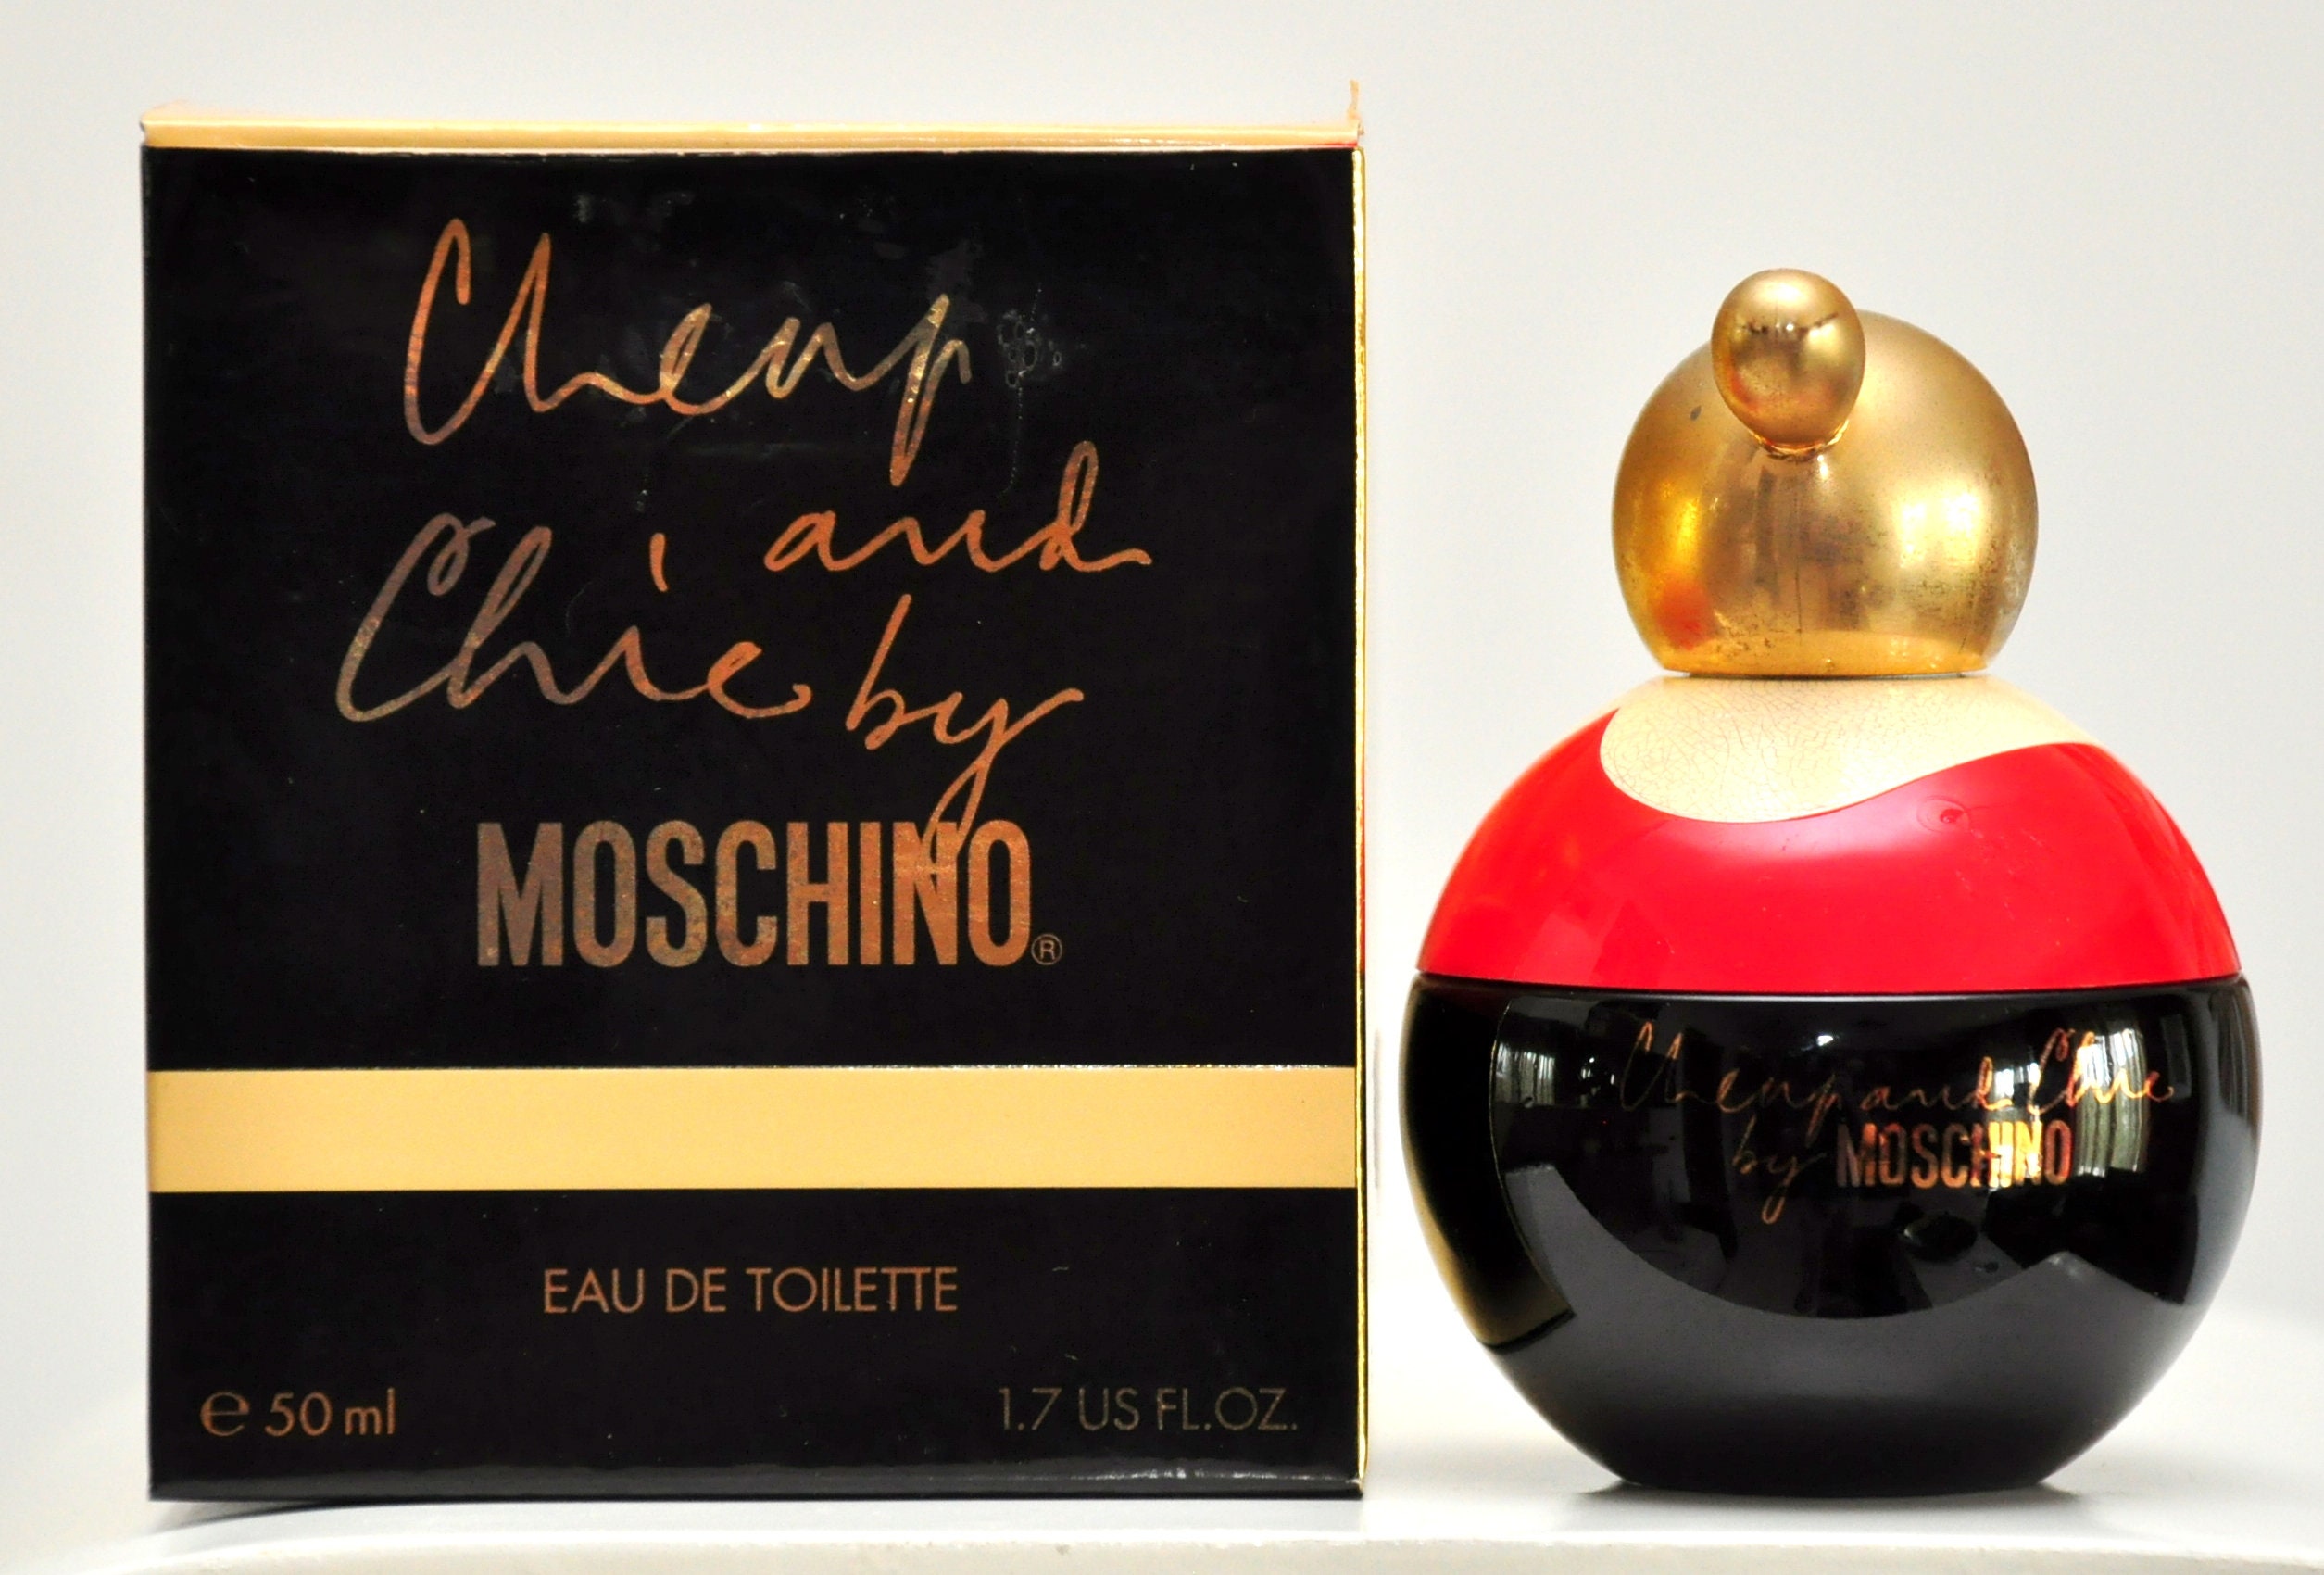 Cheap
and
Chic by
MOSCHINO®
EAU DE TOILETTE
℮ 50 ml 1.7 US FL.OZ.
Cheap and Chic
by MOSCHINO